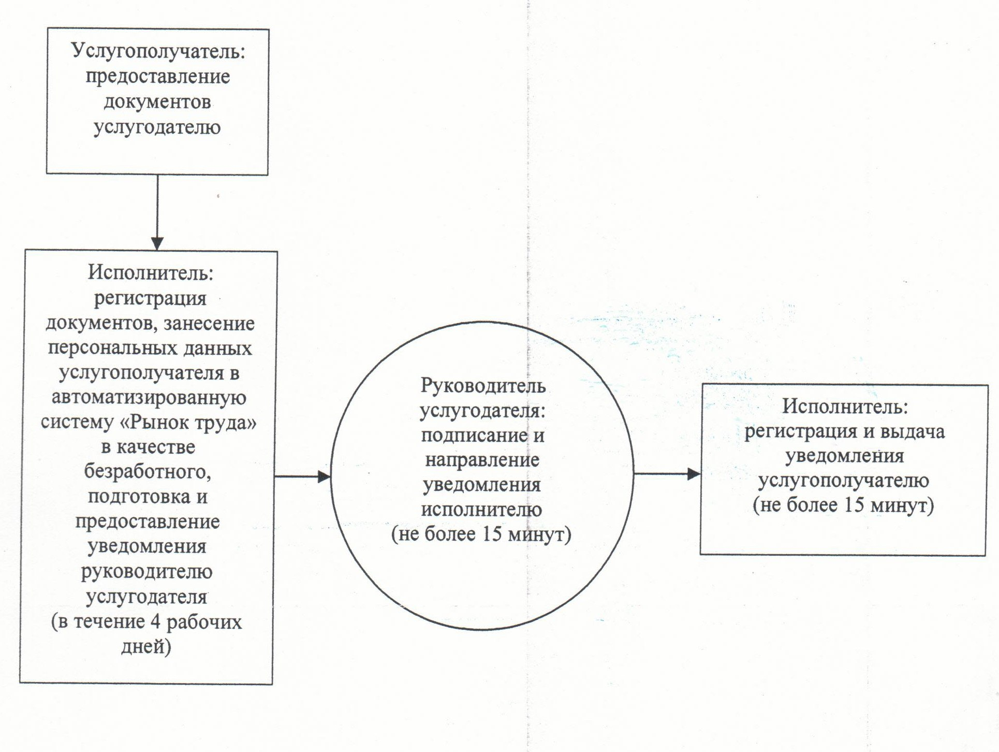 Услугополучатель:
предоставление
документов
услугодателю
Исполнитель:
регистрация
документов, занесение
персональных данных
услугополучателя в
автоматизированную
систему «Рынок труда»
в качестве
безработного,
подготовка и
предоставление
уведомления
руководителю
услугодателя
(в течение 4 рабочих
дней)
Руководитель
услугодателя:
подписание и
направление
уведомления
исполнителю
(не более 15 минут)
Исполнитель:
регистрация и выдача
уведомления
услугополучателю
(не более 15 минут)